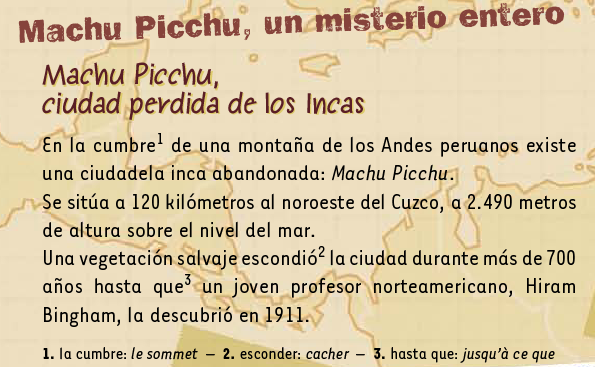 Machu Picchu, un misterio entero
Machu Picchu,
ciudad perdida de los Incas
En la cumbre¹ de una montaña de los Andes peruanos existe
una ciudadela inca abandonada: Machu Picchu.
Se sitúa a 120 kilómetros al noroeste del Cuzco, a 2.490 metros
de altura sobre el nivel del mar.
Una vegetación salvaje escondió² la ciudad durante más de 700
años hasta que³ un joven profesor norteamericano, Hiram
Bingham, la descubrió en 1911.
1. la cumbre: le sommet – 2. esconder: cacher – 3. hasta que: jusqu'à ce que